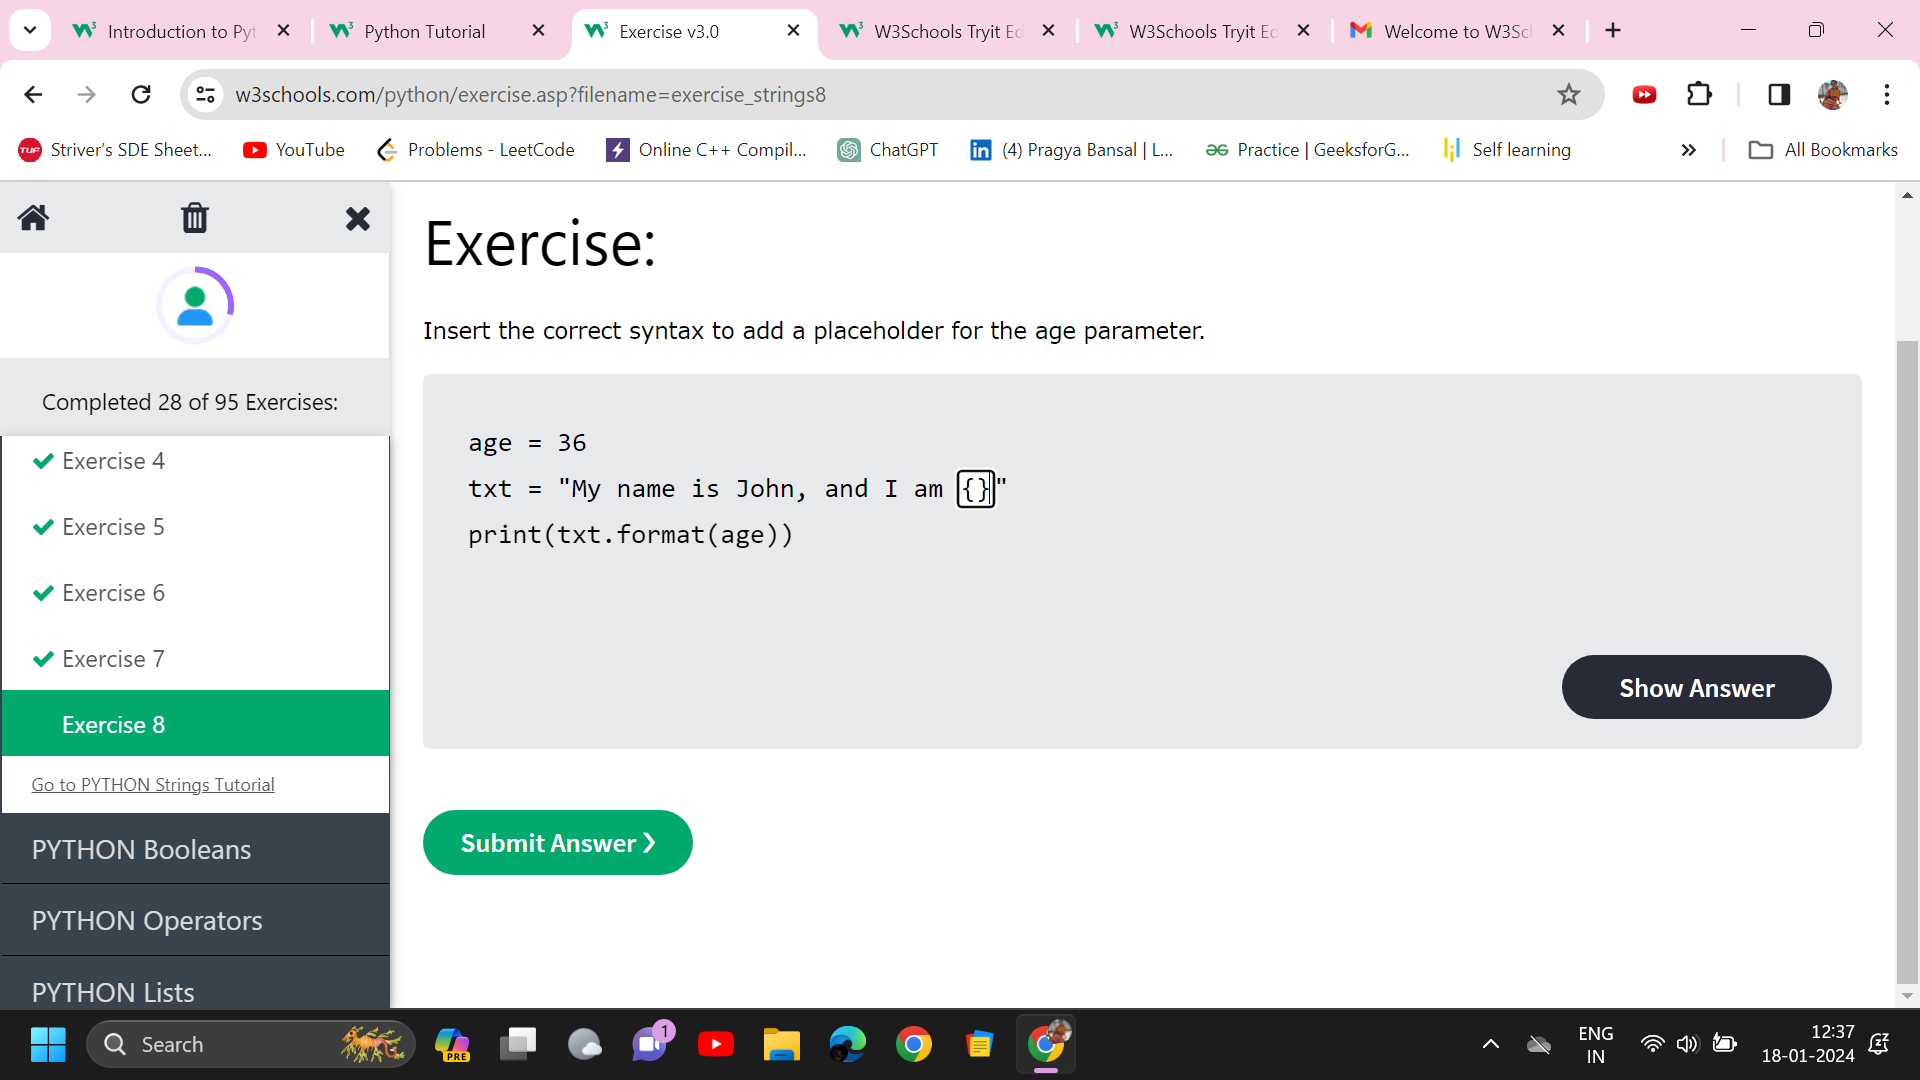 Introduction to Pyt
Python Tutorial
Exercise v3.0
W3Schools Tryit Ed
W3Schools Tryit Ed
Welcome to W3Sch
w3schools.com/python/exercise.asp?filename=exercise_strings8
Striver's SDE Sheet...
YouTube
Problems - LeetCode
Online C++ Compil...
ChatGPT
(4) Pragya Bansal | L...
Practice | GeeksforG...
Self learning
All Bookmarks
Completed 28 of 95 Exercises:
Exercise 4
Exercise 5
Exercise 6
Exercise 7
Exercise 8
Go to PYTHON Strings Tutorial
PYTHON Booleans
PYTHON Operators
PYTHON Lists
Exercise:
Insert the correct syntax to add a placeholder for the age parameter.
age = 36
txt = "My name is John, and I am {}"
print(txt.format(age))
Show Answer
Submit Answer ❯
Search
PRE
1
ENG
IN
12:37
18-01-2024